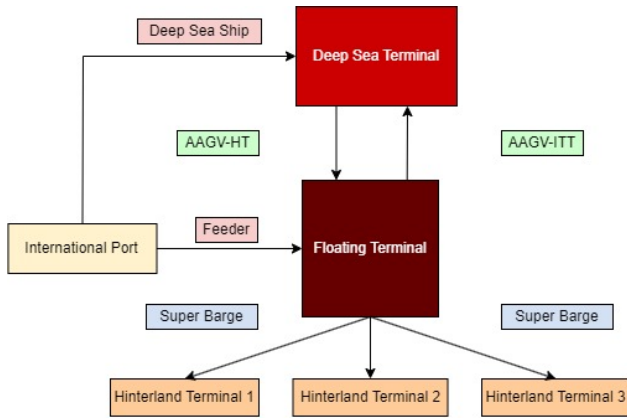 Deep Sea Ship
Deep Sea Terminal
AAGV-HT
AAGV-ITT
Feeder
International Port
Floating Terminal
Super Barge
Super Barge
Hinterland Terminal 1
Hinterland Terminal 2
Hinterland Terminal 3